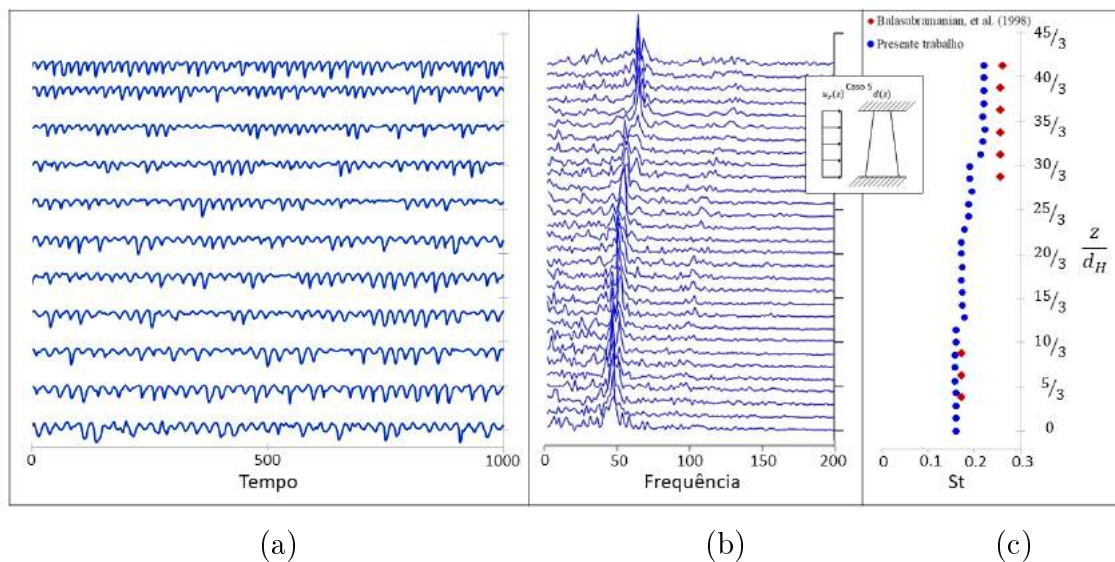 0
500
1000
Tempo
0
50
100
150
200
Frequência
Caso 5
u_x(z)
d(z)
Balasubramanian, et al. (1998)
Presente trabalho
45/3
40/3
35/3
30/3
25/3
20/3
15/3
10/3
5/3
0
z/d_H
0
0.1
0.2
0.3
St
(a)
(b)
(c)